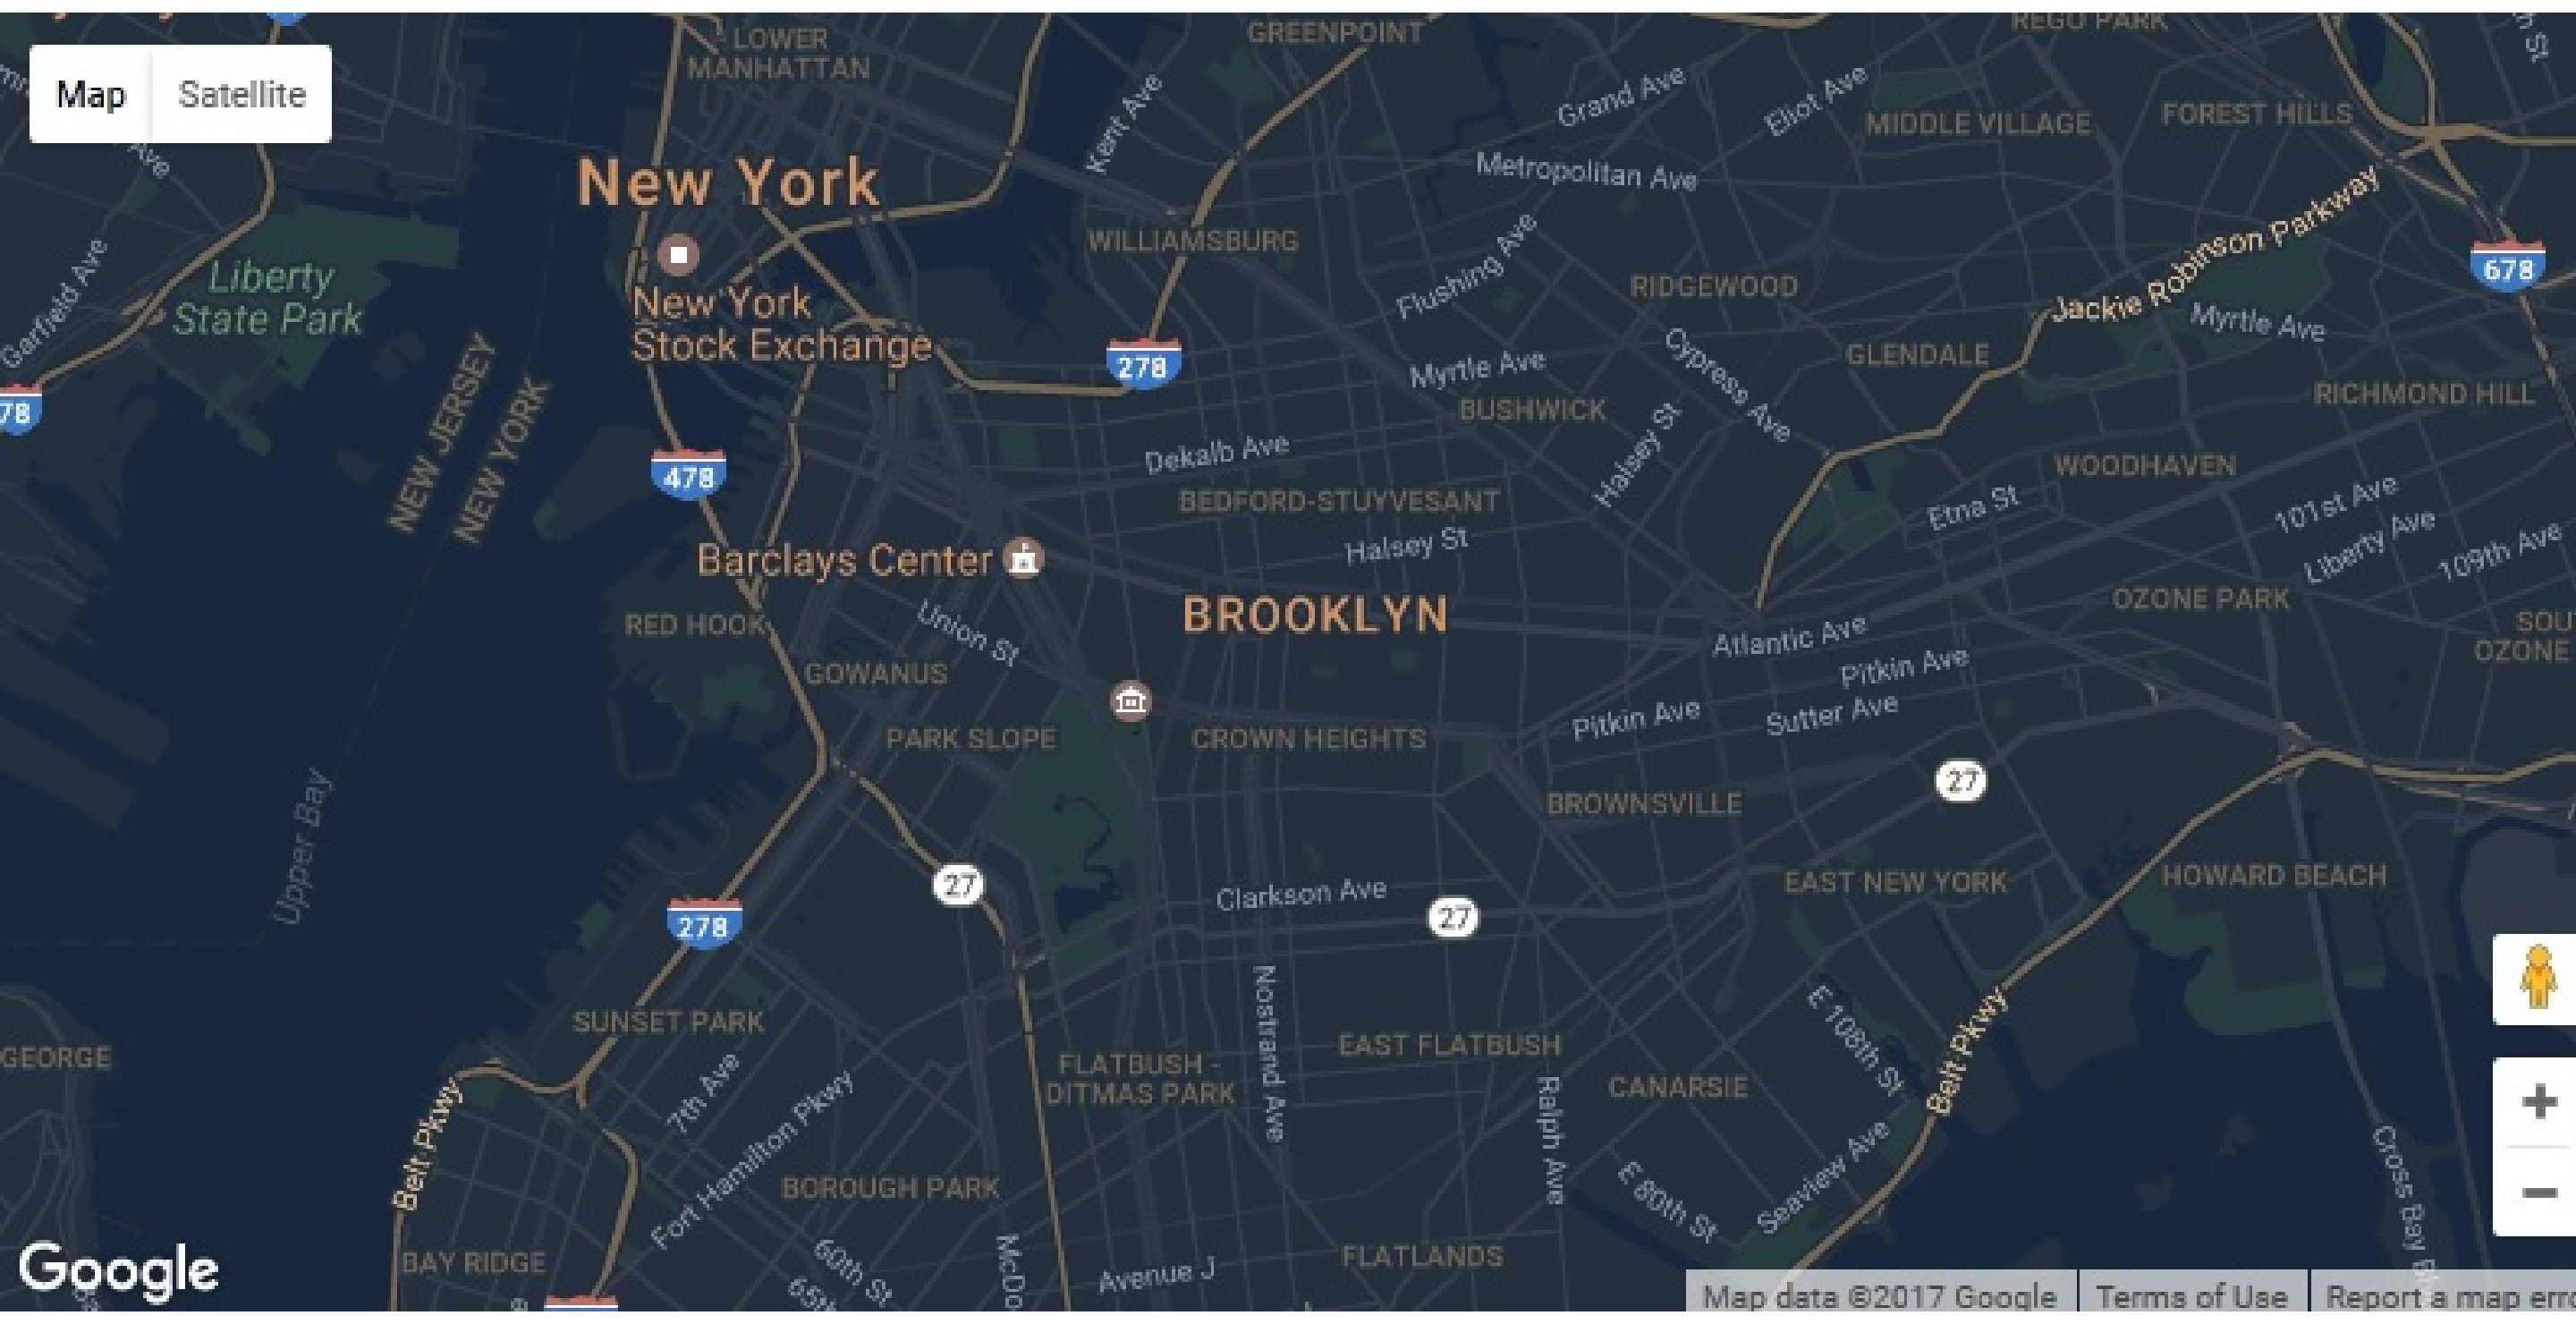 LOWER
MANHATTAN
GREENPOINT
REGO PARK
Map
Satellite
Ave
Kent Ave
Grand Ave
Eliot Ave
MIDDLE VILLAGE
FOREST HILLS
Metropolitan Ave
New York
WILLIAMSBURG
Flushing Ave
RIDGEWOOD
Jackie Robinson Parkway
678
Garfield Ave
Liberty
State Park
New York
Stock Exchange
278
Myrtle Ave
Cypress Ave
GLENDALE
Myrtle Ave
RICHMOND HILL
78
NEW JERSEY
NEW YORK
478
Dekalb Ave
BUSHWICK
Halsey St
WOODHAVEN
BEDFORD-STUYVESANT
Etna St
101st Ave
Liberty Ave
109th Ave
Halsey St
Barclays Center
BROOKLYN
OZONE PARK
RED HOOK
Union St
Atlantic Ave
SOU
OZONE
GOWANUS
Pitkin Ave
Pitkin Ave
Sutter Ave
PARK SLOPE
CROWN HEIGHTS
27
BROWNSVILLE
Upper Bay
27
Clarkson Ave
27
EAST NEW YORK
HOWARD BEACH
278
SUNSET PARK
Nostrand Ave
E 108th St
Belt Pkwy
GEORGE
FLATBUSH -
DITMAS PARK
EAST FLATBUSH
CANARSIE
Belt Pkwy
7th Ave
Fort Hamilton Pkwy
Ralph Ave
E 80th St
Seaview Ave
Cross Bay
BOROUGH PARK
BAY RIDGE
60th St
65th
McDo
Avenue J
FLATLANDS
Google
Map data ©2017 Google
Terms of Use
Report a map erro